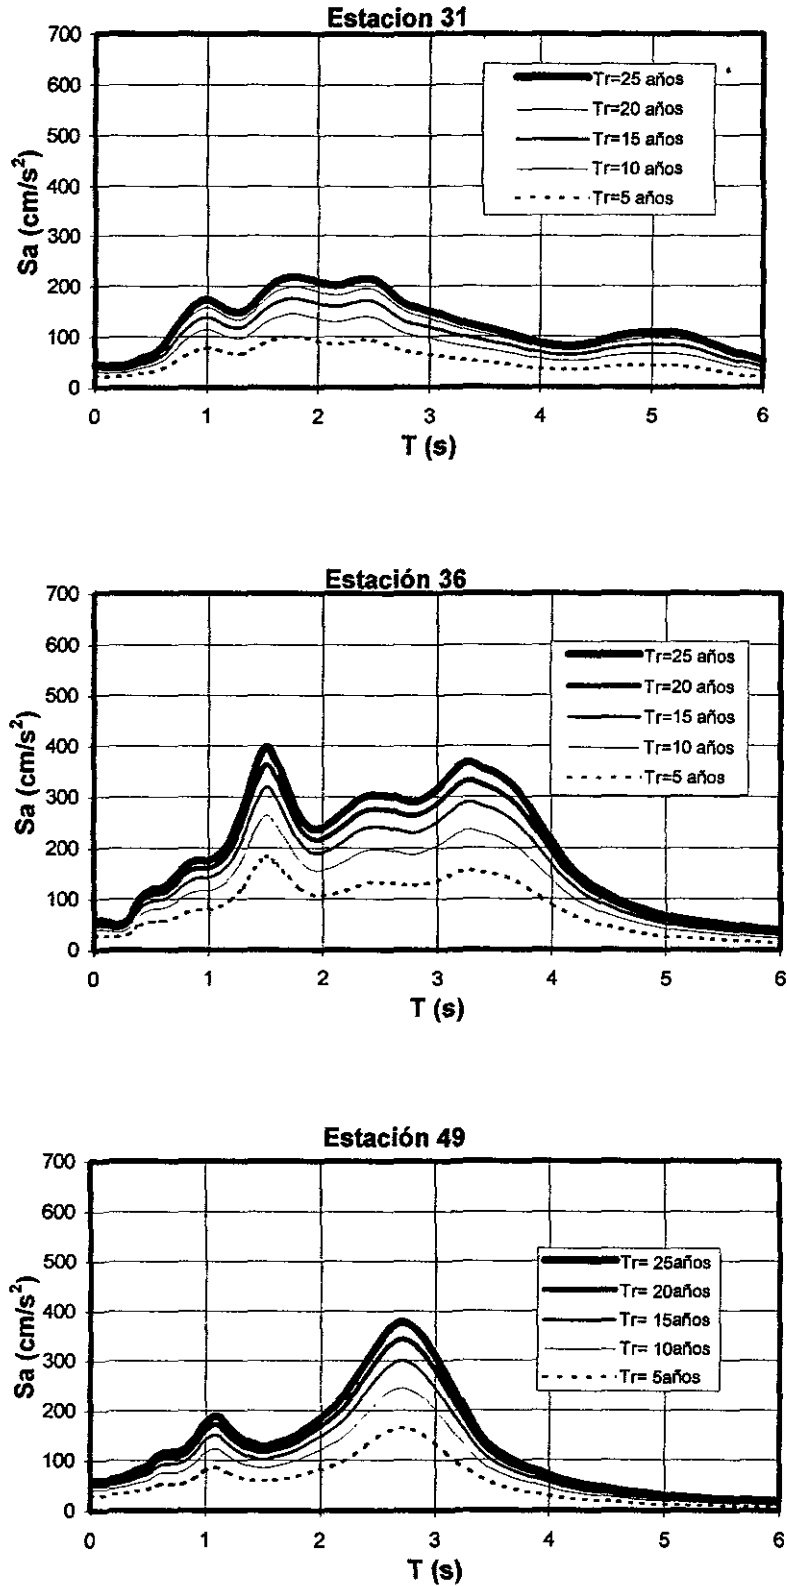 Estacion 31
700
600
500
400
300
200
100
0
Sa (cm/s²)
Tr=25 años
Tr=20 años
Tr=15 años
Tr=10 años
Tr=5 años
0 1 2 3 4 5 6
T (s)
Estación 36
700
600
500
400
300
200
100
0
Sa (cm/s²)
Tr=25 años
Tr=20 años
Tr=15 años
Tr=10 años
Tr=5 años
0 1 2 3 4 5 6
T (s)
Estación 49
700
600
500
400
300
200
100
0
Sa (cm/s²)
Tr= 25años
Tr= 20años
Tr= 15años
Tr= 10años
Tr= 5años
0 1 2 3 4 5 6
T (s)